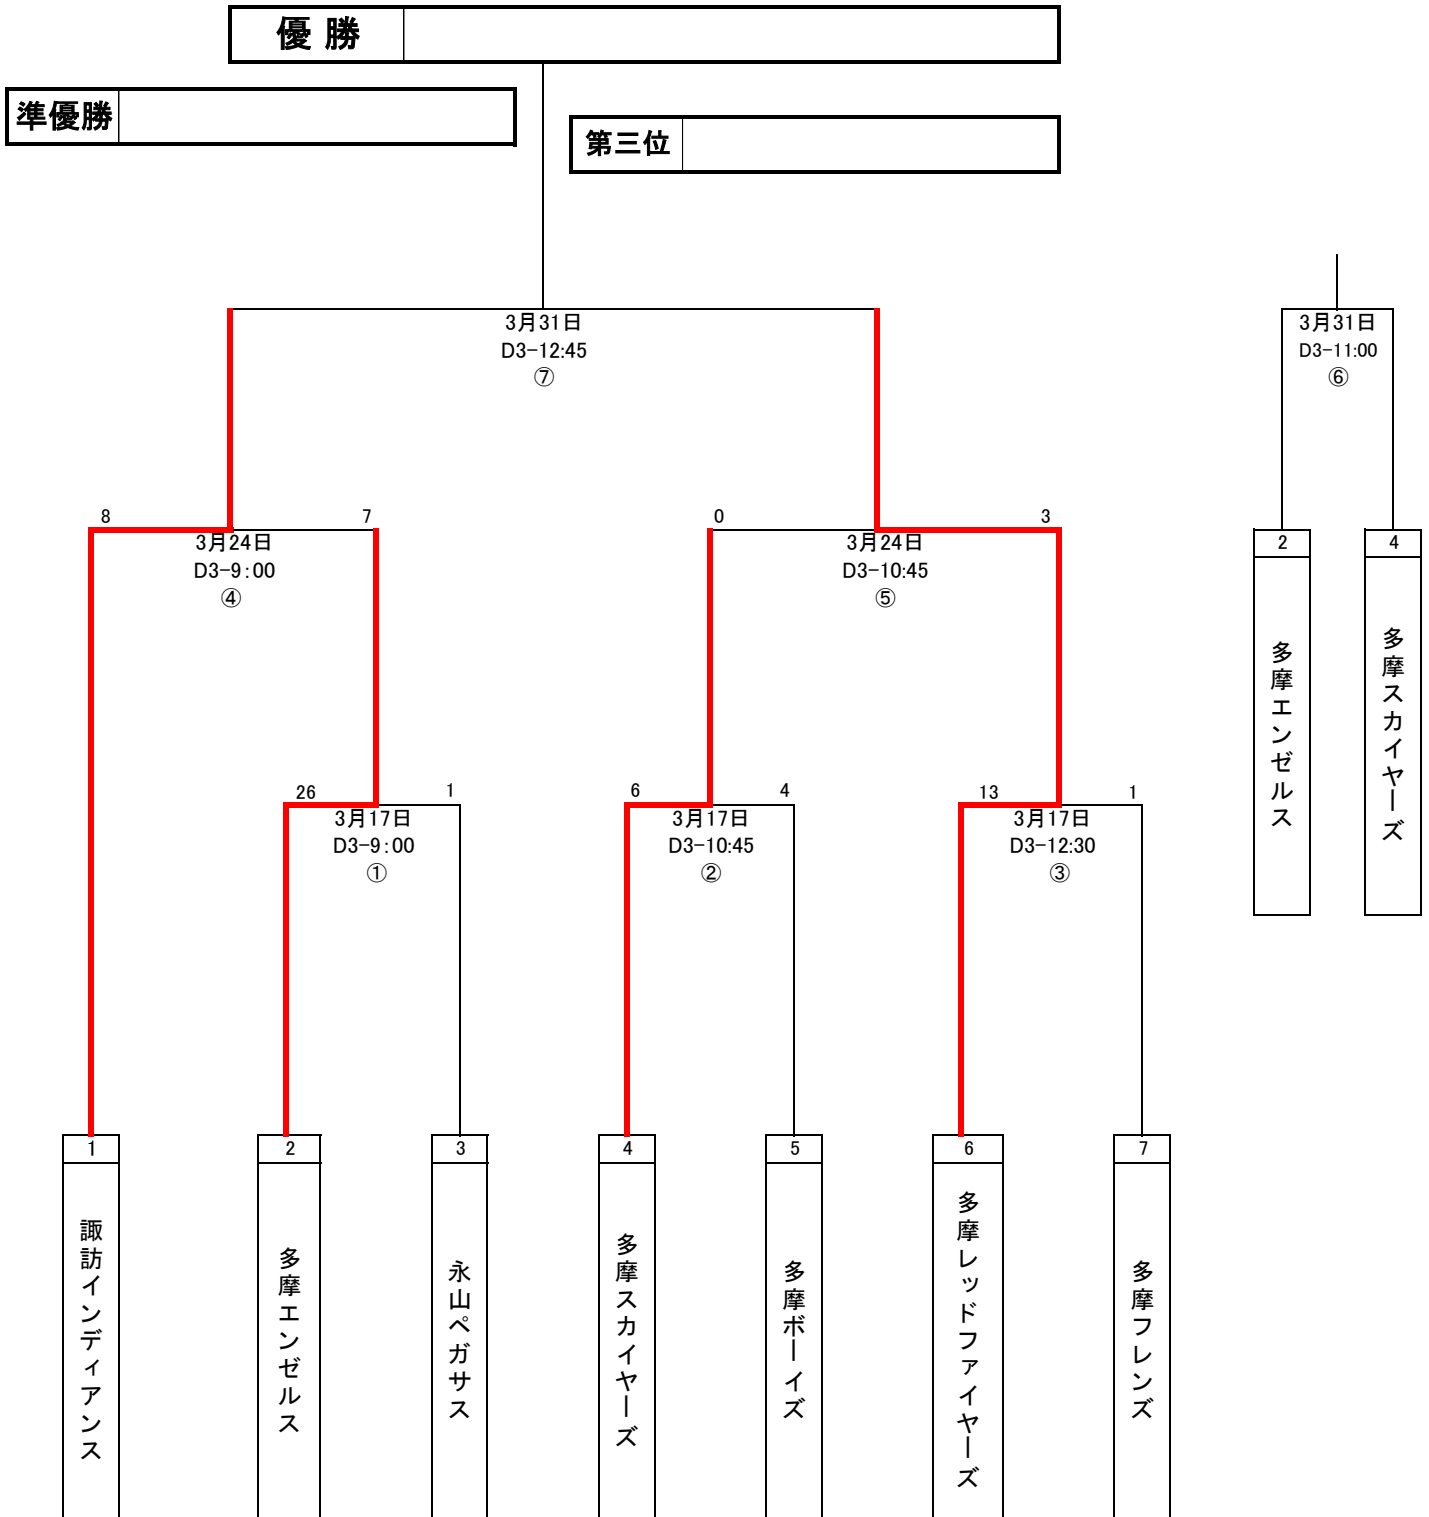 優 勝
準優勝
第三位
3月31日
D3-12:45
⑦
3月31日
D3-11:00
⑥
8
7
0
3
3月24日
D3-9:00
④
3月24日
D3-10:45
⑤
2
4
多摩エンゼルス
多摩スカイヤーズ
26
1
6
4
13
1
3月17日
D3-9:00
①
3月17日
D3-10:45
②
3月17日
D3-12:30
③
1
2
3
4
5
6
7
諏訪インディアンス
多摩エンゼルス
永山ペガサス
多摩スカイヤーズ
多摩ボーイズ
多摩レッドファイヤーズ
多摩フレンズ